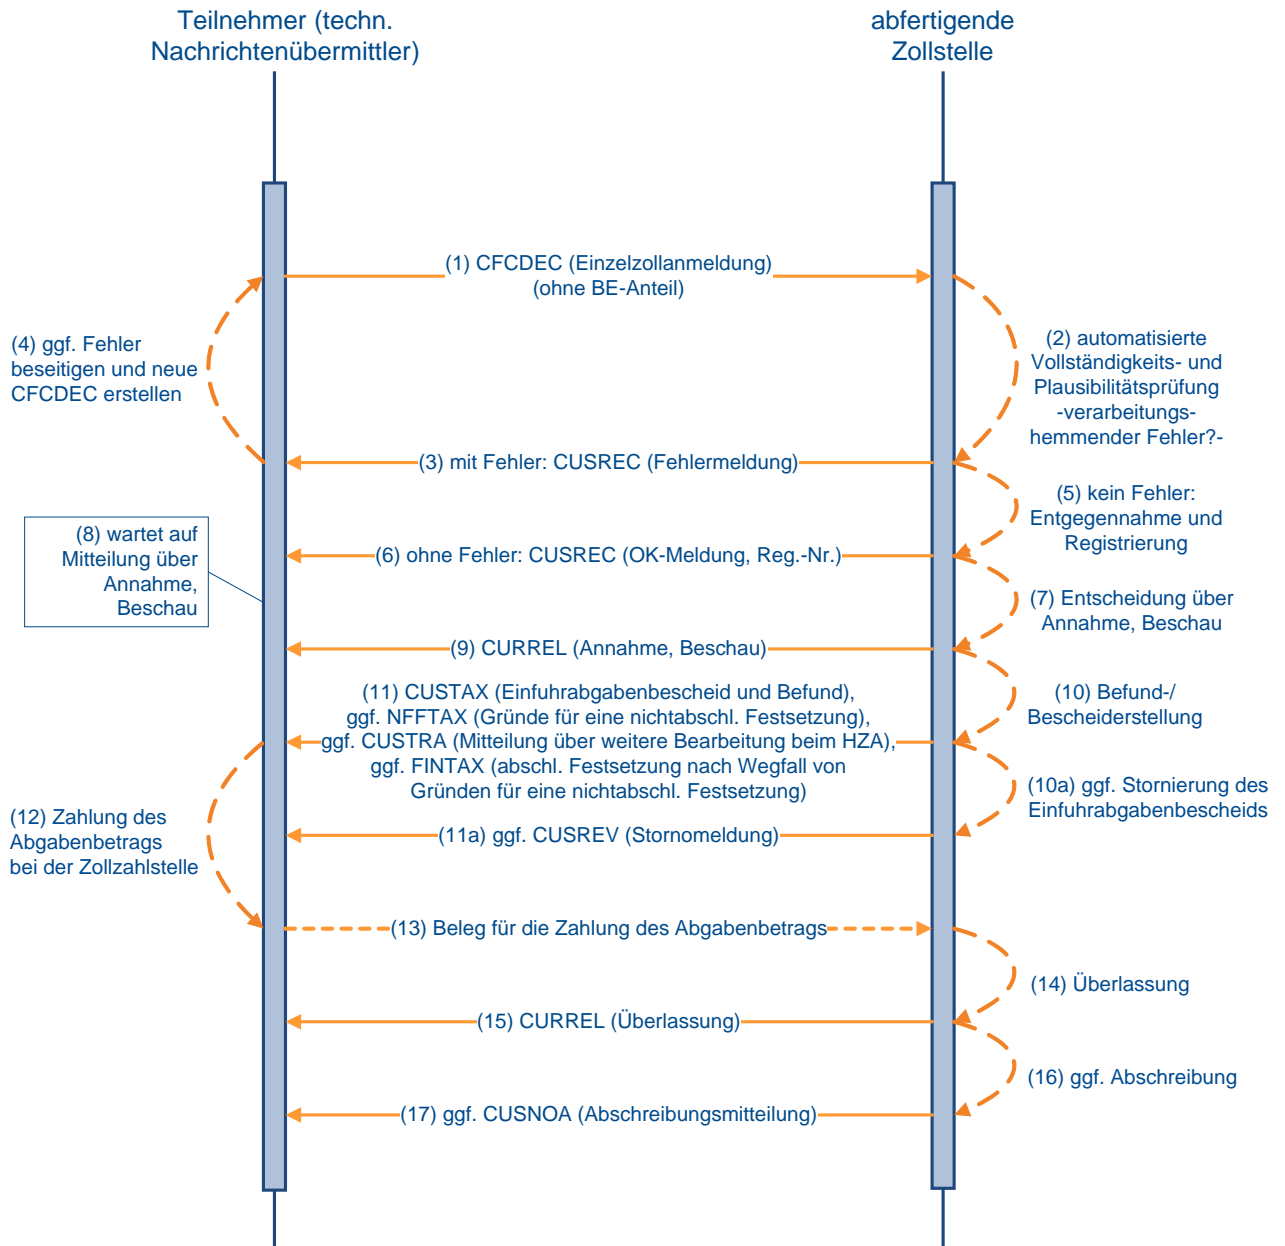 Teilnehmer (techn.
Nachrichtenübermittler)
abfertigende
Zollstelle
(1) CFCDEC (Einzelzollanmeldung)
(ohne BE-Anteil)
(2) automatisierte
Vollständigkeits- und
Plausibilitätsprüfung
-verarbeitungs-
hemmender Fehler?-
(4) ggf. Fehler
beseitigen und neue
CFCDEC erstellen
(3) mit Fehler: CUSREC (Fehlermeldung)
(5) kein Fehler:
Entgegennahme und
Registrierung
(8) wartet auf
Mitteilung über
Annahme,
Beschau
(6) ohne Fehler: CUSREC (OK-Meldung, Reg.-Nr.)
(7) Entscheidung über
Annahme, Beschau
(9) CURREL (Annahme, Beschau)
(10) Befund-/
Bescheiderstellung
(11) CUSTAX (Einfuhrabgabenbescheid und Befund),
ggf. NFFTAX (Gründe für eine nichtabschl. Festsetzung),
ggf. CUSTRA (Mitteilung über weitere Bearbeitung beim HZA),
ggf. FINTAX (abschl. Festsetzung nach Wegfall von
Gründen für eine nichtabschl. Festsetzung)
(10a) ggf. Stornierung des
Einfuhrabgabenbescheids
(12) Zahlung des
Abgabenbetrags
bei der Zollzahlstelle
(11a) ggf. CUSREV (Stornomeldung)
(13) Beleg für die Zahlung des Abgabenbetrags
(14) Überlassung
(15) CURREL (Überlassung)
(16) ggf. Abschreibung
(17) ggf. CUSNOA (Abschreibungsmitteilung)